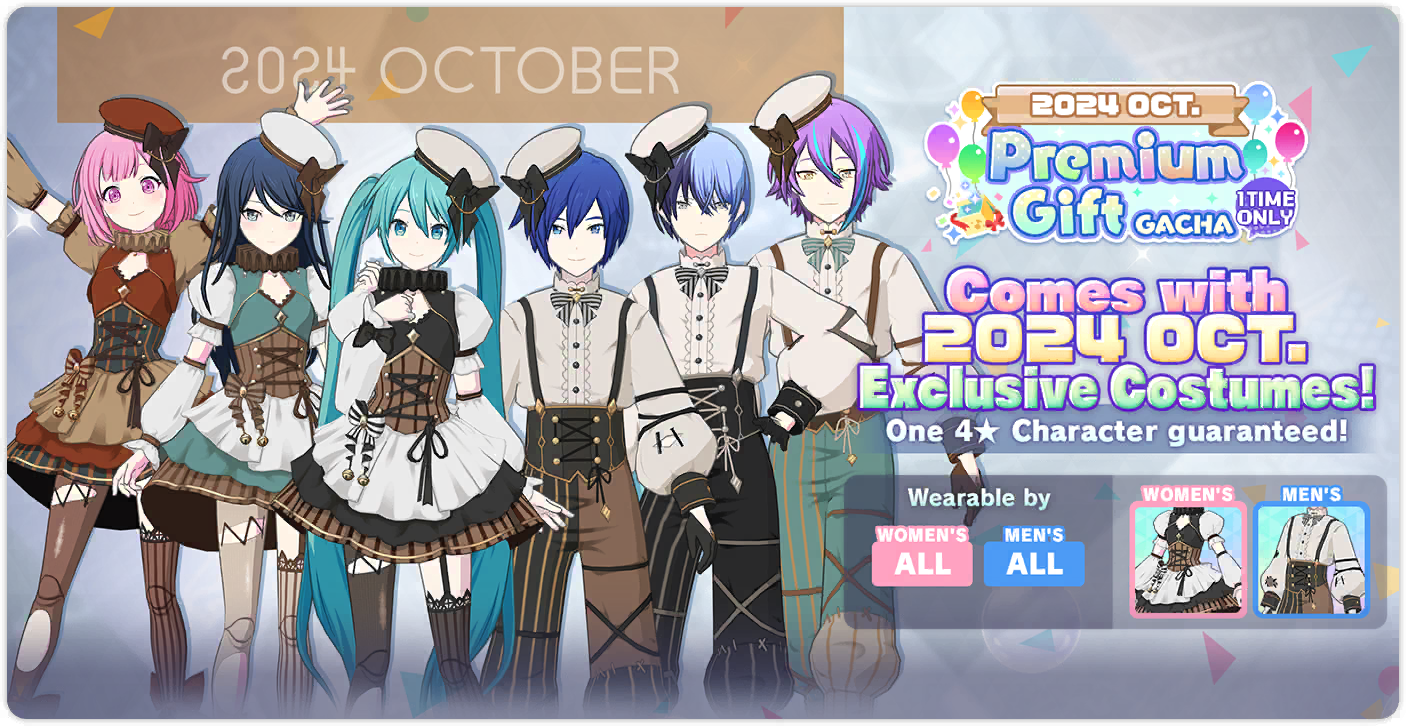 2024 OCTOBER
2024 OCT.
Premium
Gift GACHA
1TIME
ONLY
Comes with
2024 OCT.
Exclusive Costumes!
One 4★ Character guaranteed!
Wearable by
WOMEN'S
ALL
MEN'S
ALL
WOMEN'S
MEN'S